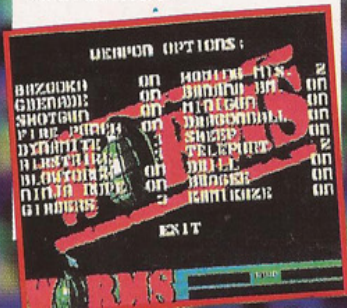 WEAPON OPTIONS:
BAZOOKA ON
GRENADE ON
SHOTGUN ON
FIRE PUNCH ON
DYNAMITE
AIRSTRIKE
BLOWTORCH ON
NINJA ROPE ON
GIRDERS 3
HOMING MIS. 2
BANANA BM. ON
MINIGUN ON
DRAGONBALL ON
SHEEP
TELEPORT 2
DRILL ON
ON
KAMIKAZE ON
EXIT
WORMS